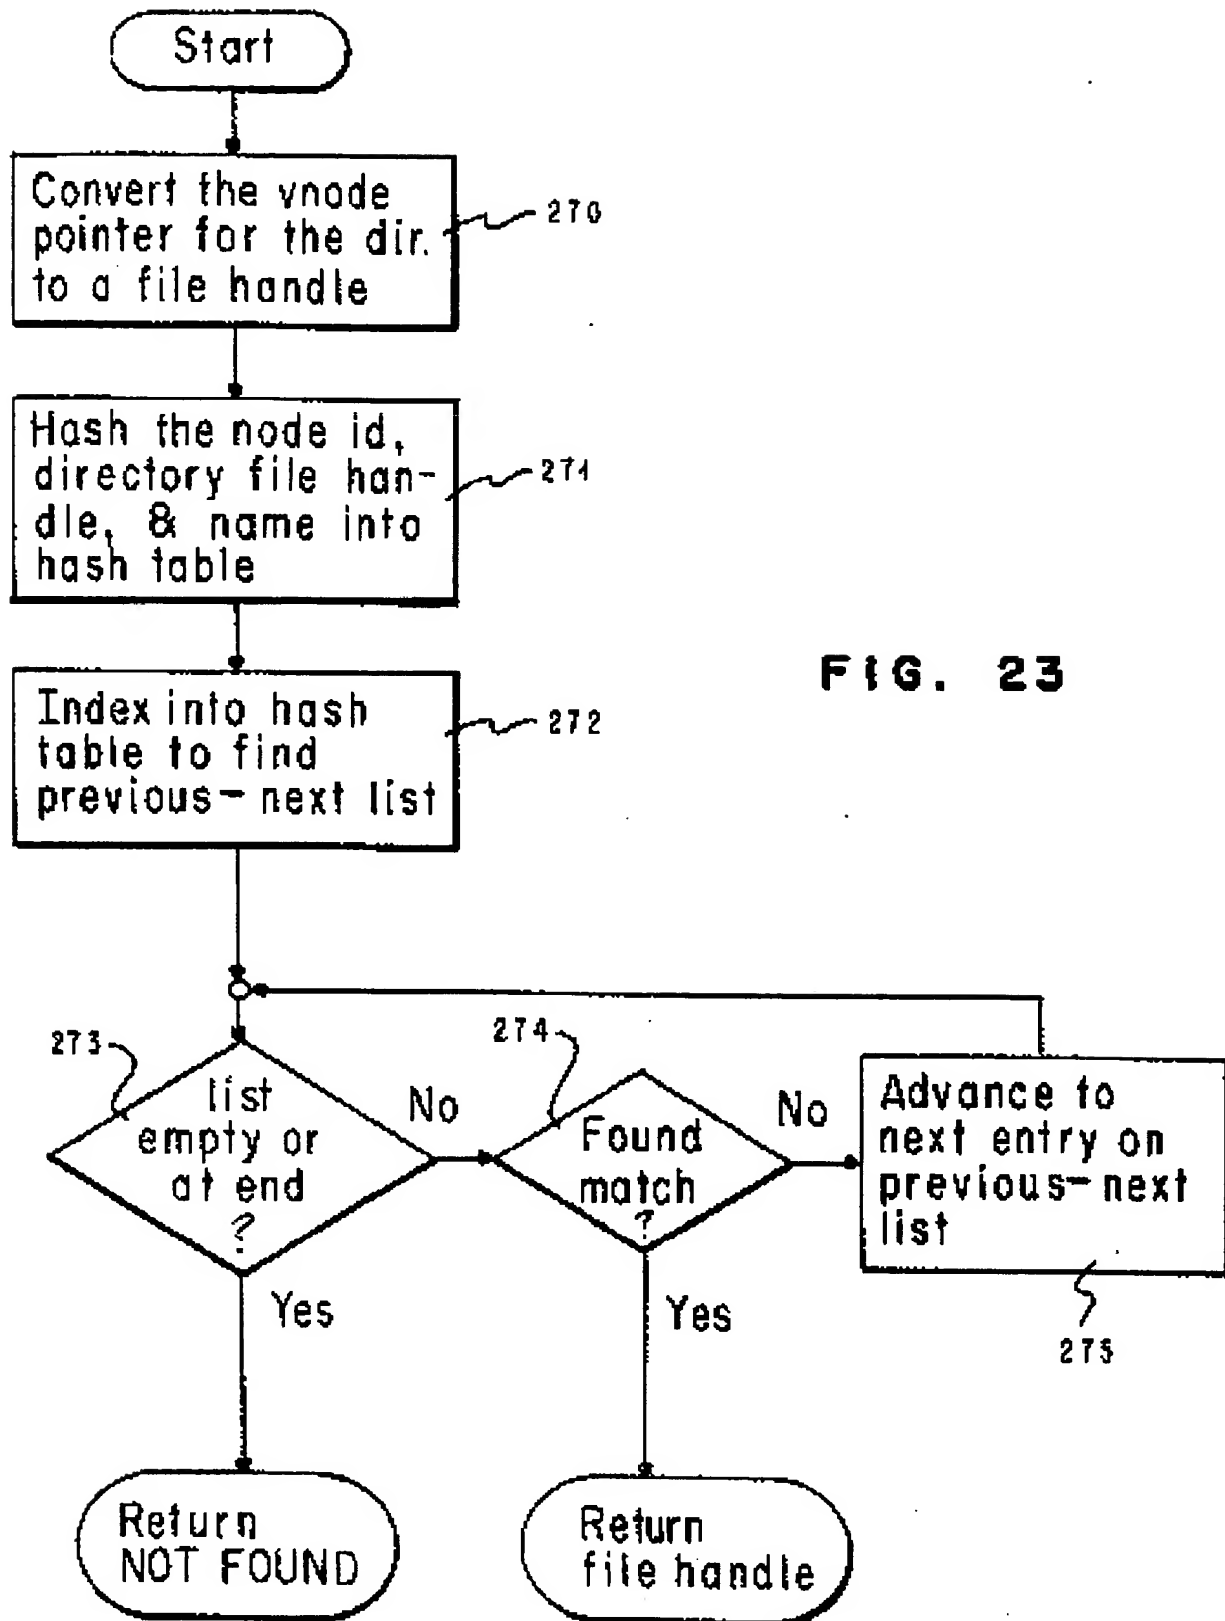 Start
Convert the vnode
pointer for the dir.
to a file handle
270
Hash the node id,
directory file han-
dle, & name into
hash table
271
Index into hash
table to find
previous-next list
272
FIG. 23
273
list
empty or
at end
?
No
Yes
274
Found
match
?
No
Yes
Advance to
next entry on
previous-next
list
275
Return
NOT FOUND
Return
file handle